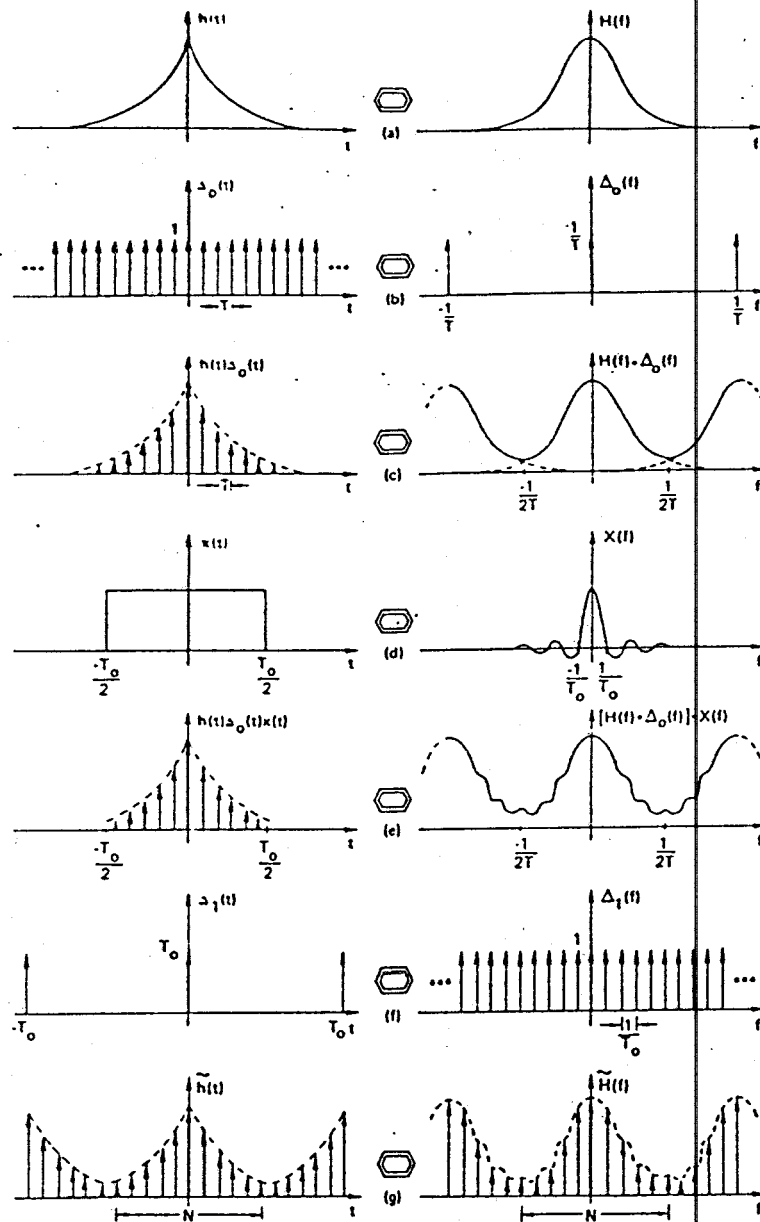 h(t)
H(f)
t
(a)
f
Δ₀(t)
Δ₀(f)
1
1/T
... ...
(b)
T
t
-1/T
1/T
f
h(t)Δ₀(t)
H(f)*Δ₀(f)
(c)
T
t
-1/2T
1/2T
f
x(t)
X(f)
(d)
-T₀/2
T₀/2
t
-1/T₀
1/T₀
f
h(t)Δ₀(t)x(t)
[H(f)*Δ₀(f)]*X(f)
(e)
-T₀/2
T₀/2
t
-1/2T
1/2T
f
Δ₁(t)
Δ₁(f)
T₀
1
... ...
(f)
-T₀
T₀
t
1/T₀
f
h̃(t)
H̃(f)
(g)
N
t
N
f